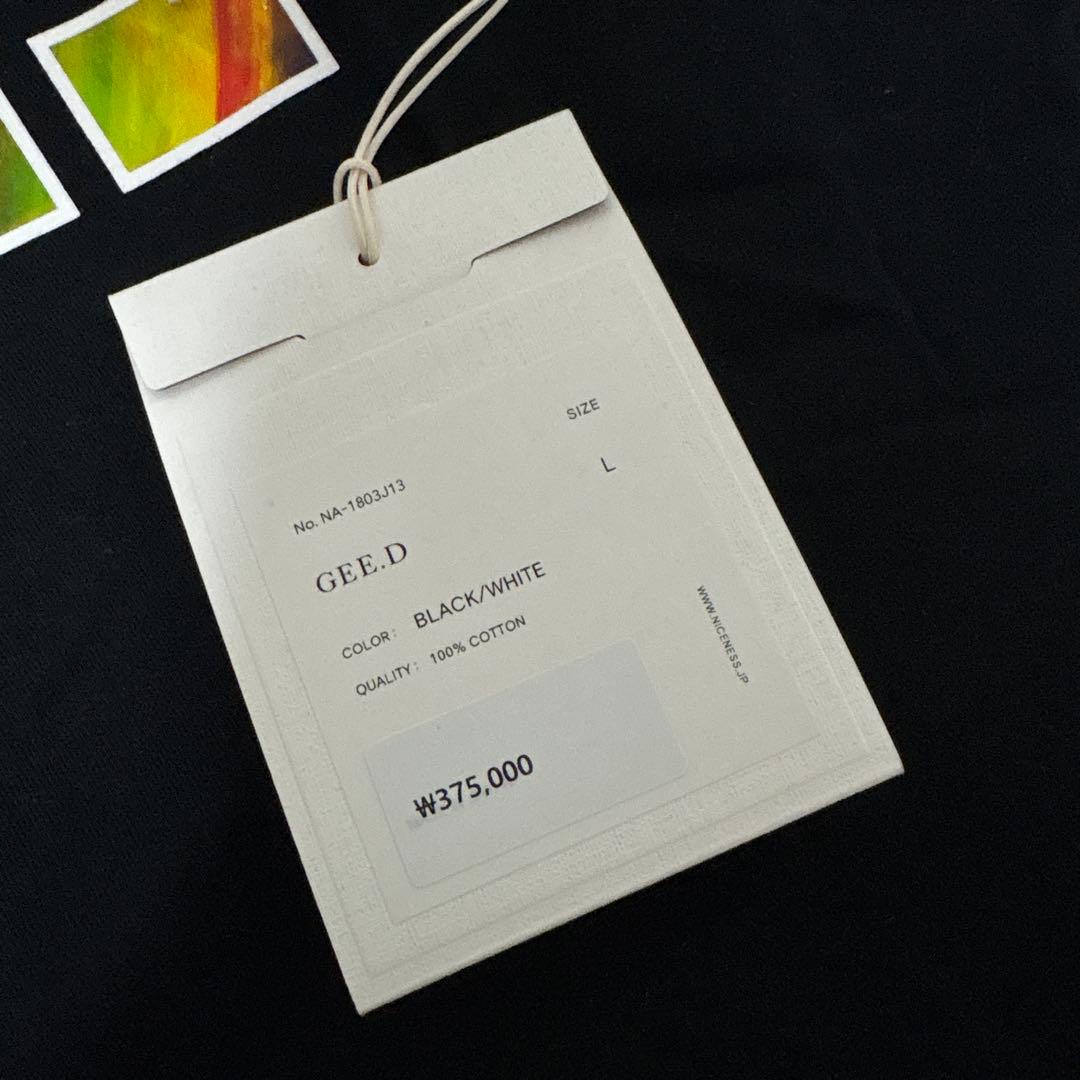 SIZE
L
No. NA-1803J13
GEE.D
COLOR: BLACK/WHITE
QUALITY: 100% COTTON
WWW.NICENESS.JP
₩375,000